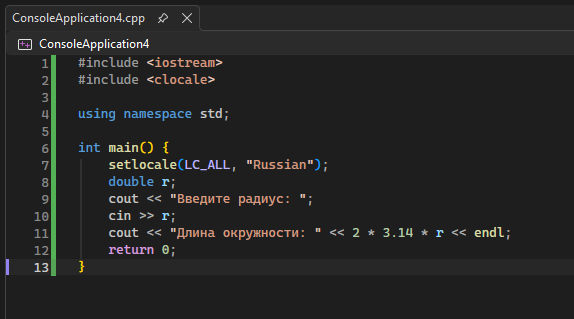 ConsoleApplication4.cpp
ConsoleApplication4
1 #include <iostream>
2 #include <clocale>
3
4 using namespace std;
5
6 int main() {
7 setlocale(LC_ALL, "Russian");
8 double r;
9 cout << "Введите радиус: ";
10 cin >> r;
11 cout << "Длина окружности: " << 2 * 3.14 * r << endl;
12 return 0;
13 }